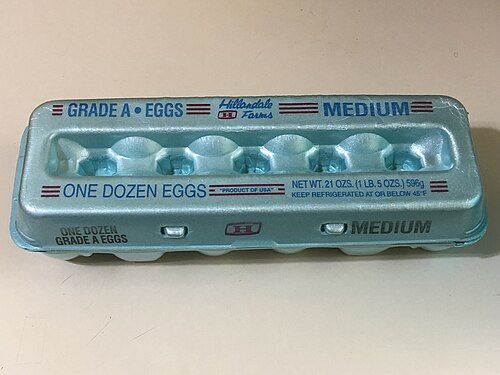 GRADE A • EGGS
Hillandale
H Farms
MEDIUM
ONE DOZEN EGGS
"PRODUCT OF USA"
NET WT. 21 OZS. (1 LB. 5 OZS.) 596g
KEEP REFRIGERATED AT OR BELOW 45°F
ONE DOZEN
GRADE A EGGS
H
MEDIUM